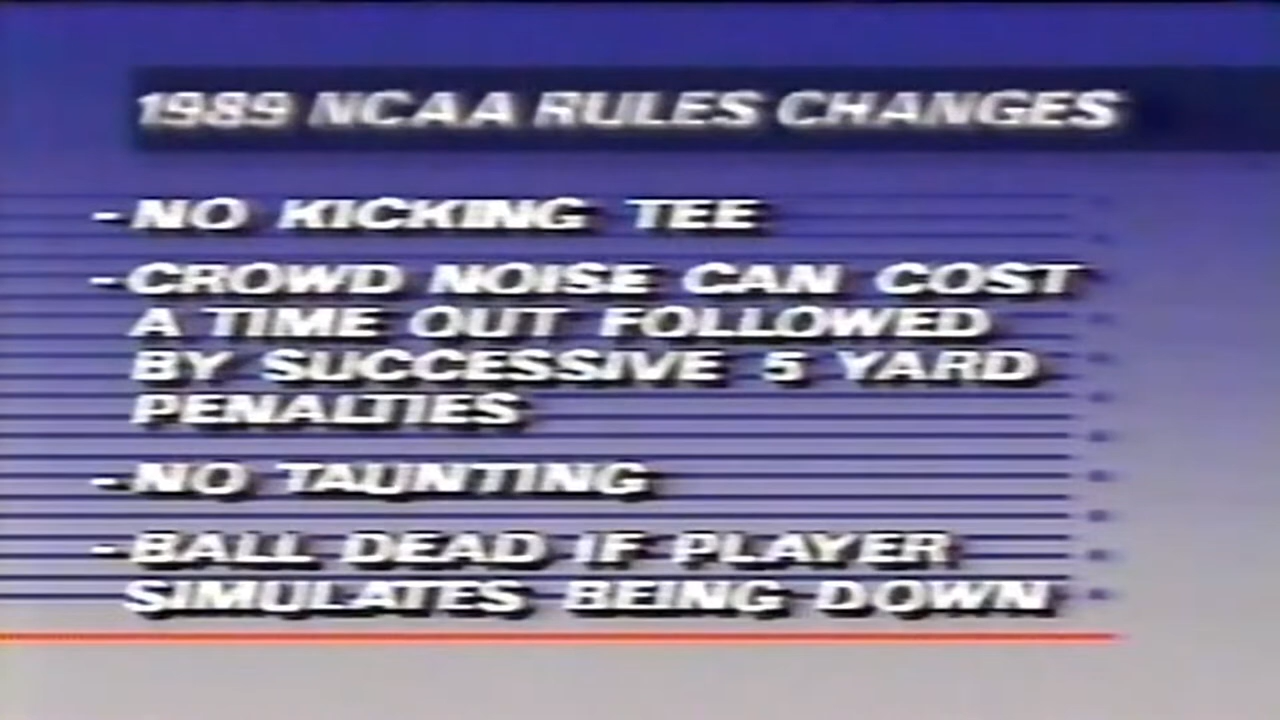 1989 NCAA RULES CHANGES
-NO KICKING TEE
-CROWD NOISE CAN COST
A TIME OUT FOLLOWED
BY SUCCESSIVE 5 YARD
PENALTIES
-NO TAUNTING
-BALL DEAD IF PLAYER
SIMULATES BEING DOWN